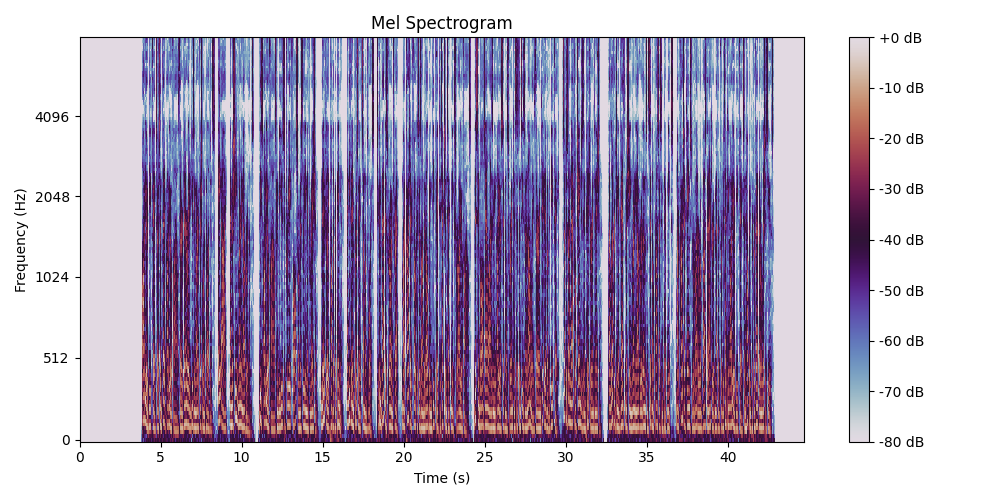 Mel Spectrogram
+0 dB
-10 dB
4096
-20 dB
-30 dB
2048
Frequency (Hz)
-40 dB
1024
-50 dB
-60 dB
512
-70 dB
0
-80 dB
0 5 10 15 20 25 30 35 40
Time (s)